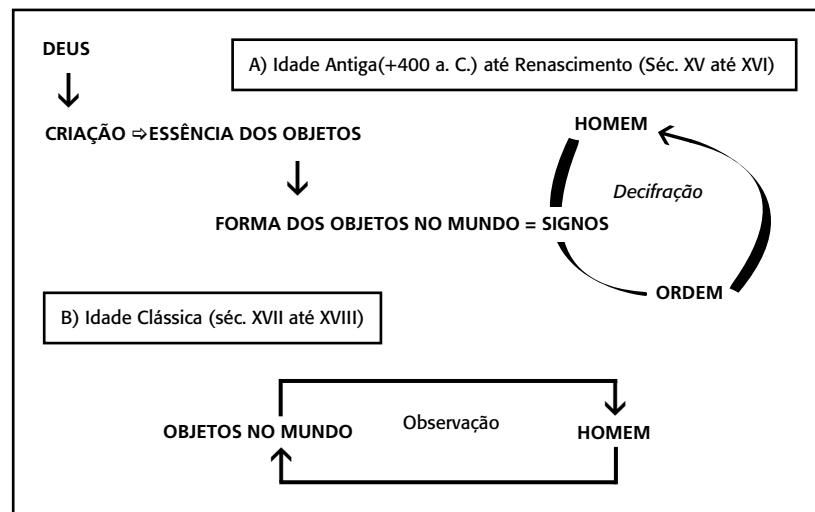 DEUS
A) Idade Antiga(+400 a. C.) até Renascimento (Séc. XV até XVI)
CRIAÇÃO ⇨ESSÊNCIA DOS OBJETOS
HOMEM
Decifração
FORMA DOS OBJETOS NO MUNDO = SIGNOS
ORDEM
B) Idade Clássica (séc. XVII até XVIII)
OBJETOS NO MUNDO
Observação
HOMEM